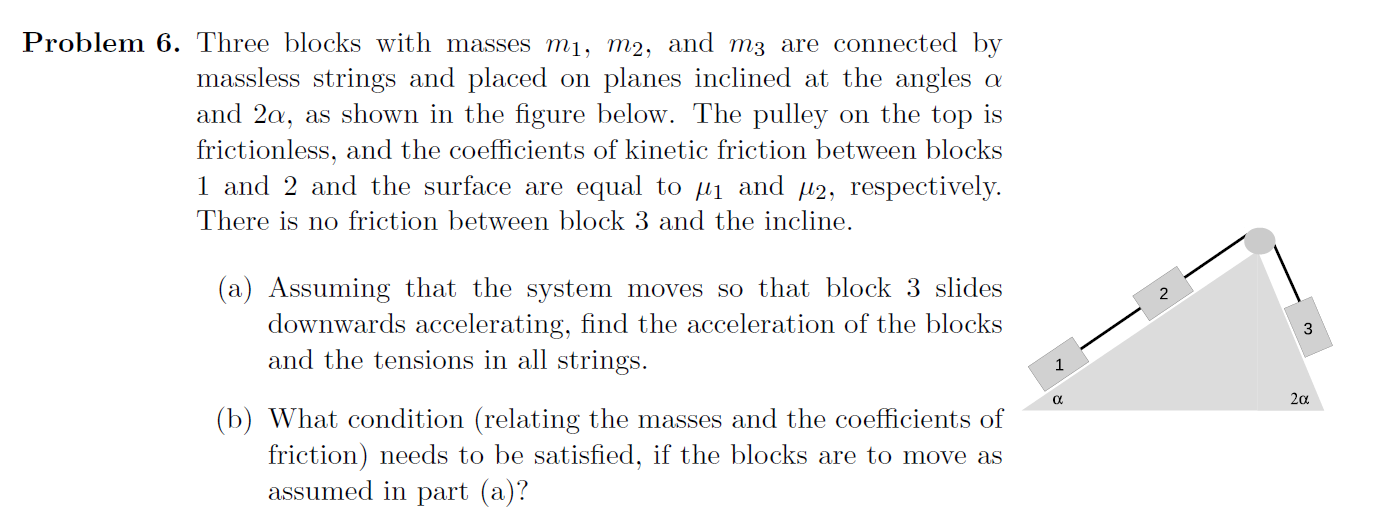 Problem 6. Three blocks with masses m₁, m₂, and m₃ are connected by
massless strings and placed on planes inclined at the angles α
and 2α, as shown in the figure below. The pulley on the top is
frictionless, and the coefficients of kinetic friction between blocks
1 and 2 and the surface are equal to μ₁ and μ₂, respectively.
There is no friction between block 3 and the incline.
(a) Assuming that the system moves so that block 3 slides
downwards accelerating, find the acceleration of the blocks
and the tensions in all strings.
(b) What condition (relating the masses and the coefficients of
friction) needs to be satisfied, if the blocks are to move as
assumed in part (a)?
2
3
1
α
2α